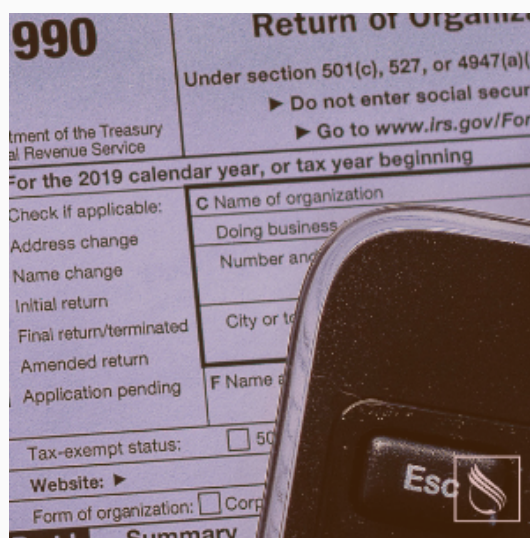 990
Return of Organiz
Under section 501(c), 527, or 4947(a)(
► Do not enter social secur
► Go to www.irs.gov/For
tment of the Treasury
al Revenue Service
For the 2019 calendar year, or tax year beginning
Check if applicable:
Address change
Name change
Initial return
Final return/terminated
Amended return
Application pending
C Name of organization
Doing business
Number and
City or to
F Name a
Tax-exempt status:
50
Website: ►
Form of organization:
Corp
Summary
Esc